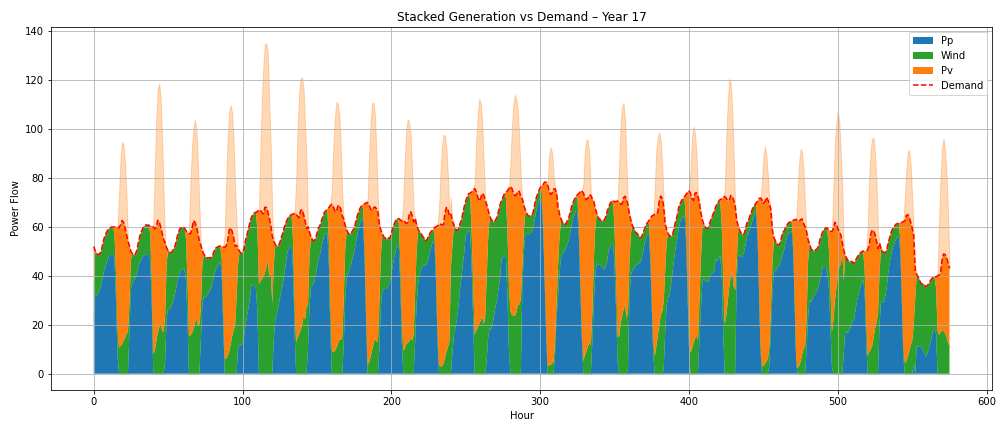 Stacked Generation vs Demand – Year 17
140
120
100
80
60
40
20
0
Power Flow
Pp
Wind
Pv
Demand
0 100 200 300 400 500 600
Hour